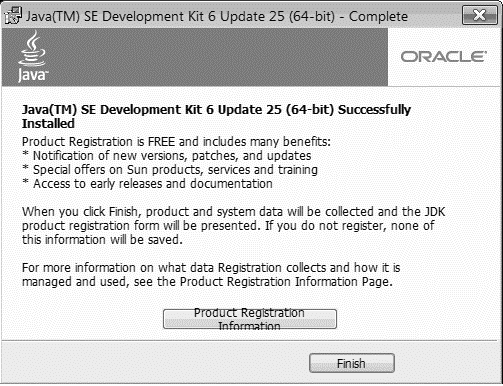 Java(TM) SE Development Kit 6 Update 25 (64-bit) - Complete
Java™
ORACLE®
Java(TM) SE Development Kit 6 Update 25 (64-bit) Successfully
Installed
Product Registration is FREE and includes many benefits:
* Notification of new versions, patches, and updates
* Special offers on Sun products, services and training
* Access to early releases and documentation
When you click Finish, product and system data will be collected and the JDK
product registration form will be presented. If you do not register, none of
this information will be saved.
For more information on what data Registration collects and how it is
managed and used, see the Product Registration Information Page.
Product Registration
Information
Finish